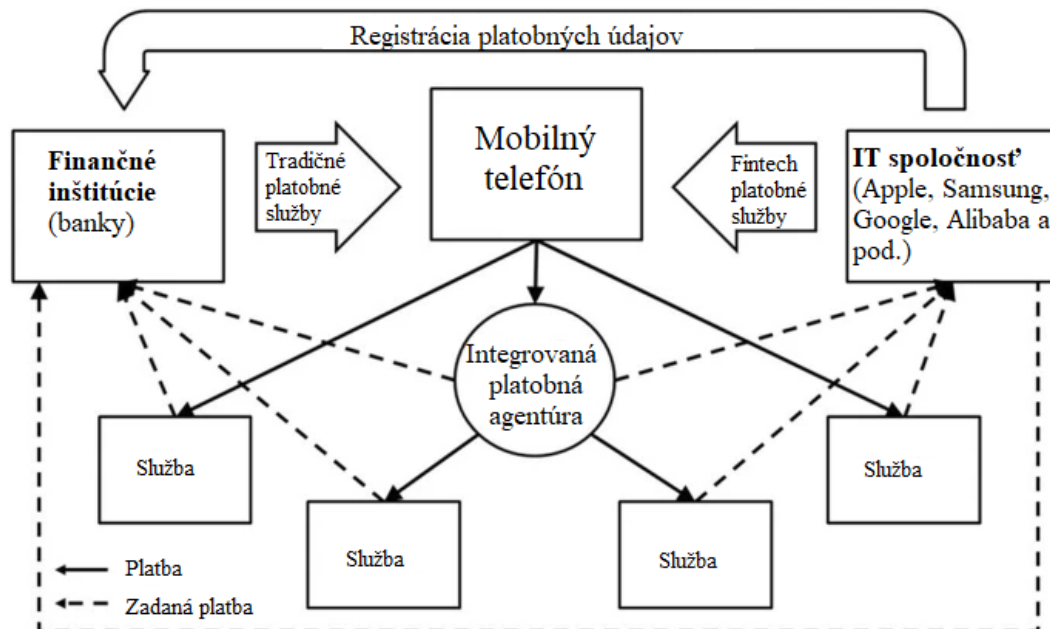 Registrácia platobných údajov
Finančné
inštitúcie
(banky)
Tradičné
platobné
služby
Mobilný
telefón
Fintech
platobné
služby
IT spoločnosť
(Apple, Samsung,
Google, Alibaba a
pod.)
Integrovaná
platobná
agentúra
Služba
Služba
Služba
Služba
Platba
Zadaná platba